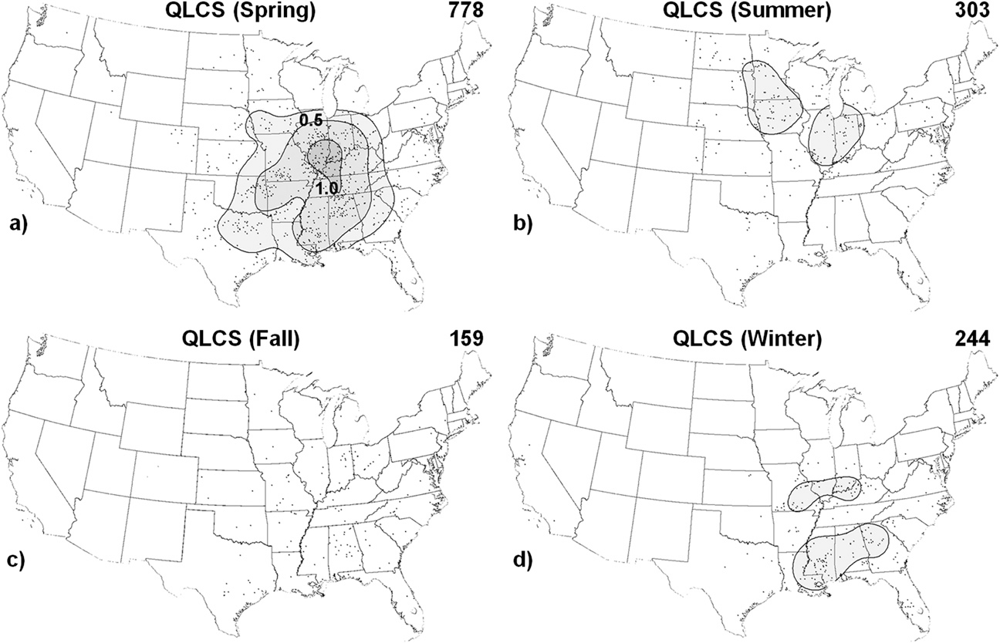 QLCS (Spring) 778
QLCS (Summer) 303
0.5
1.0
a)
b)
QLCS (Fall) 159
QLCS (Winter) 244
c)
d)